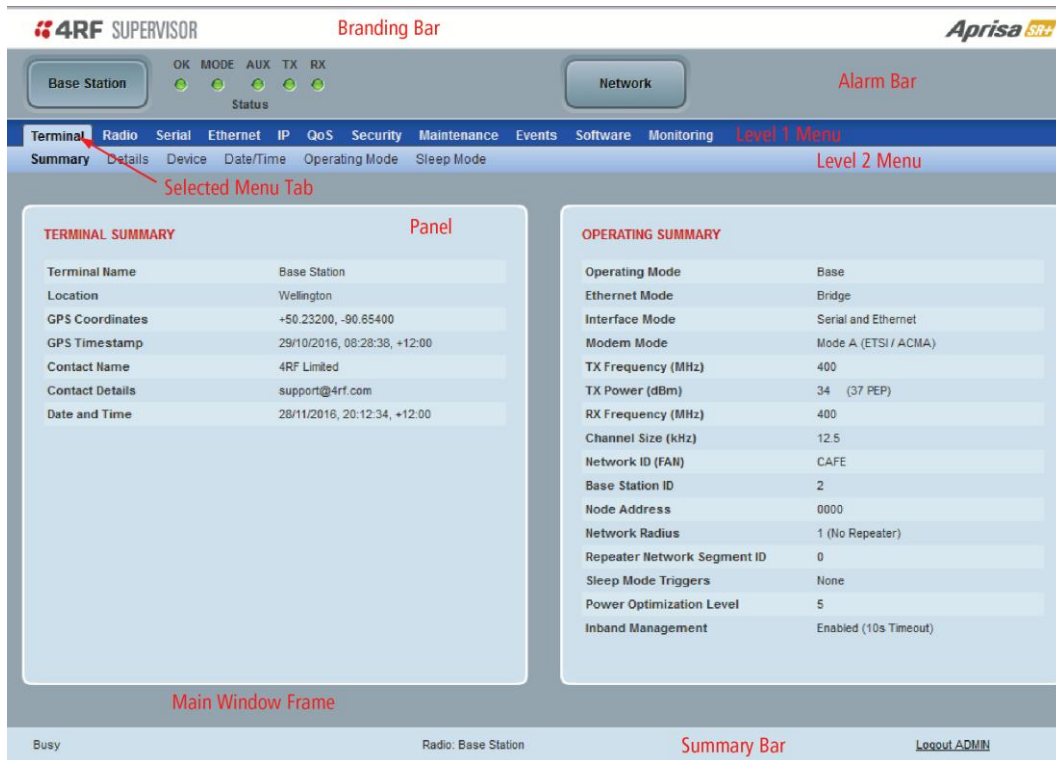 4RF SUPERVISOR Branding Bar Aprisa SR+
OK MODE AUX TX RX
Base Station Network Alarm Bar
Status
Terminal Radio Serial Ethernet IP QoS Security Maintenance Events Software Monitoring Level 1 Menu
Summary Details Device Date/Time Operating Mode Sleep Mode Level 2 Menu
Selected Menu Tab
Panel
TERMINAL SUMMARY
Terminal Name Base Station
Location Wellington
GPS Coordinates +50.23200, -90.65400
GPS Timestamp 29/10/2016, 08:28:38, +12:00
Contact Name 4RF Limited
Contact Details support@4rf.com
Date and Time 28/11/2016, 20:12:34, +12:00
OPERATING SUMMARY
Operating Mode Base
Ethernet Mode Bridge
Interface Mode Serial and Ethernet
Modem Mode Mode A (ETSI / ACMA)
TX Frequency (MHz) 400
TX Power (dBm) 34 (37 PEP)
RX Frequency (MHz) 400
Channel Size (kHz) 12.5
Network ID (FAN) CAFE
Base Station ID 2
Node Address 0000
Network Radius 1 (No Repeater)
Repeater Network Segment ID 0
Sleep Mode Triggers None
Power Optimization Level 5
Inband Management Enabled (10s Timeout)
Main Window Frame
Busy Radio: Base Station Summary Bar Logout ADMIN